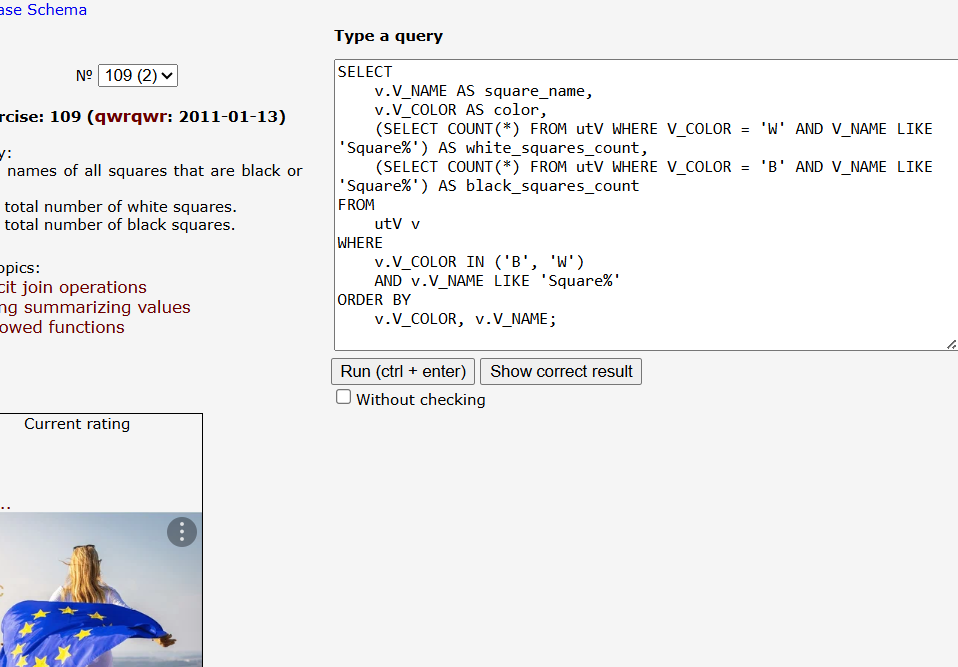 ase Schema
Type a query
Nº 109 (2)
rcise: 109 (qwrqwr: 2011-01-13)
y:
names of all squares that are black or
total number of white squares.
total number of black squares.
opics:
cit join operations
ng summarizing values
owed functions
SELECT
v.V_NAME AS square_name,
v.V_COLOR AS color,
(SELECT COUNT(*) FROM utV WHERE V_COLOR = 'W' AND V_NAME LIKE
'Square%') AS white_squares_count,
(SELECT COUNT(*) FROM utV WHERE V_COLOR = 'B' AND V_NAME LIKE
'Square%') AS black_squares_count
FROM
utV v
WHERE
v.V_COLOR IN ('B', 'W')
AND v.V_NAME LIKE 'Square%'
ORDER BY
v.V_COLOR, v.V_NAME;
Run (ctrl + enter) Show correct result
Without checking
Current rating
..